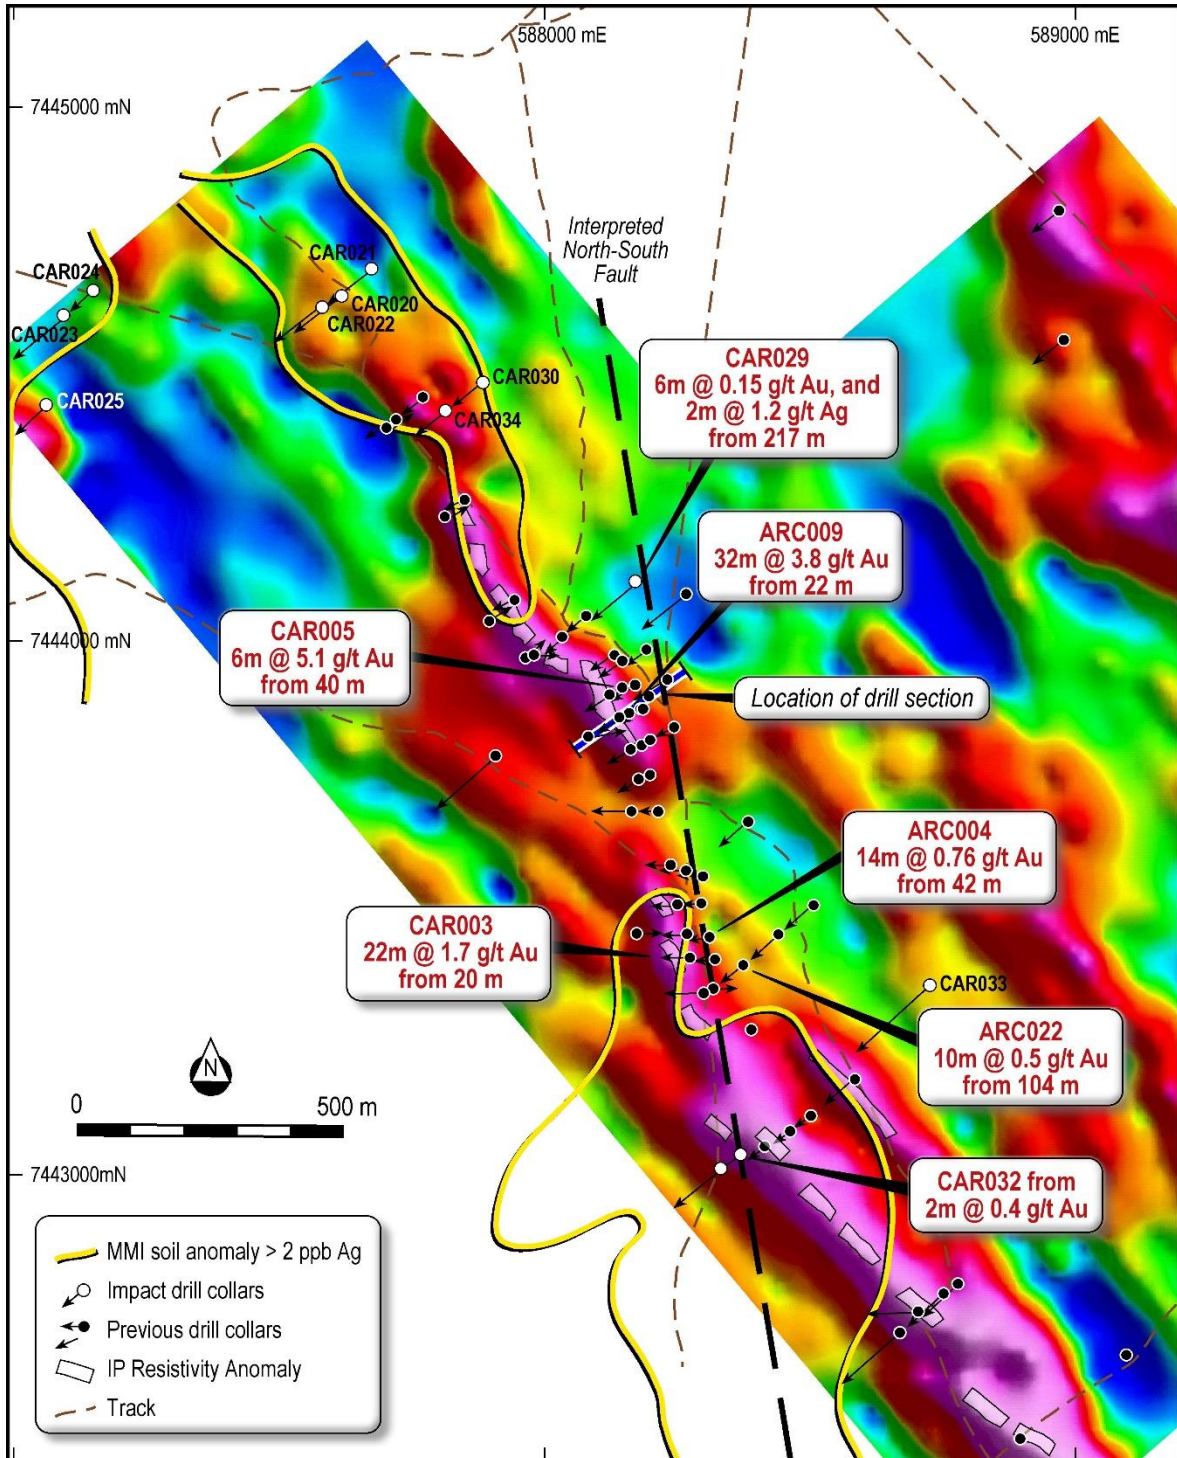 588000 mE
589000 mE
7445000 mN
Interpreted
North-South
Fault
CAR021
CAR024
CAR020
CAR022
CAR023
CAR029
6m @ 0.15 g/t Au, and
2m @ 1.2 g/t Ag
from 217 m
CAR030
CAR025
CAR034
ARC009
32m @ 3.8 g/t Au
from 22 m
CAR005
6m @ 5.1 g/t Au
from 40 m
7444000 mN
Location of drill section
ARC004
14m @ 0.76 g/t Au
from 42 m
CAR003
22m @ 1.7 g/t Au
from 20 m
CAR033
ARC022
10m @ 0.5 g/t Au
from 104 m
N
0
500 m
7443000mN
CAR032 from
2m @ 0.4 g/t Au
MMI soil anomaly > 2 ppb Ag
Impact drill collars
Previous drill collars
IP Resistivity Anomaly
Track